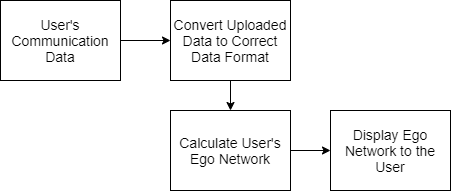 User's
Communication
Data
Convert Uploaded
Data to Correct
Data Format
Calculate User's
Ego Network
Display Ego
Network to the
User